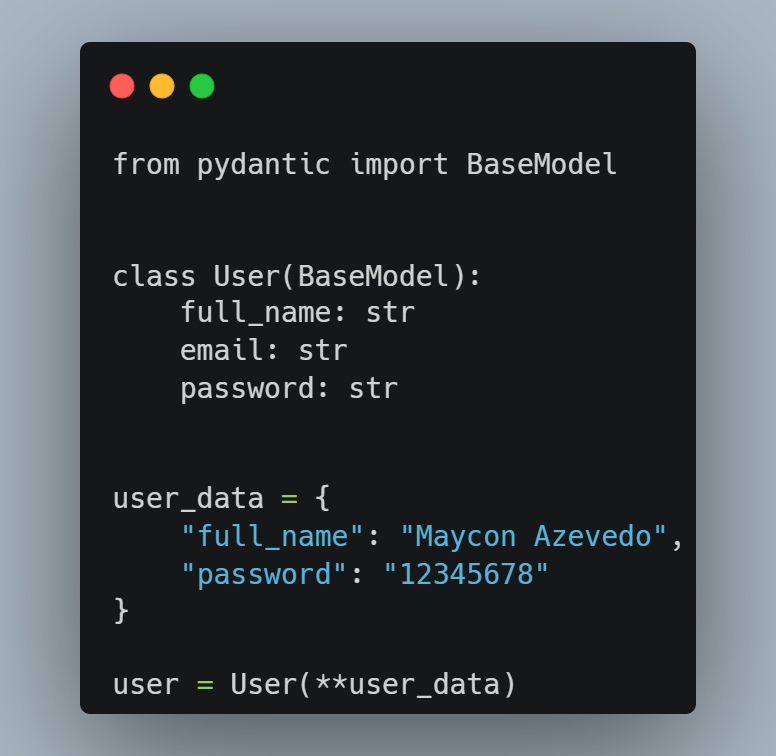 from pydantic import BaseModel
class User(BaseModel):
    full_name: str
    email: str
    password: str
user_data = {
    "full_name": "Maycon Azevedo",
    "password": "12345678"
}
user = User(**user_data)